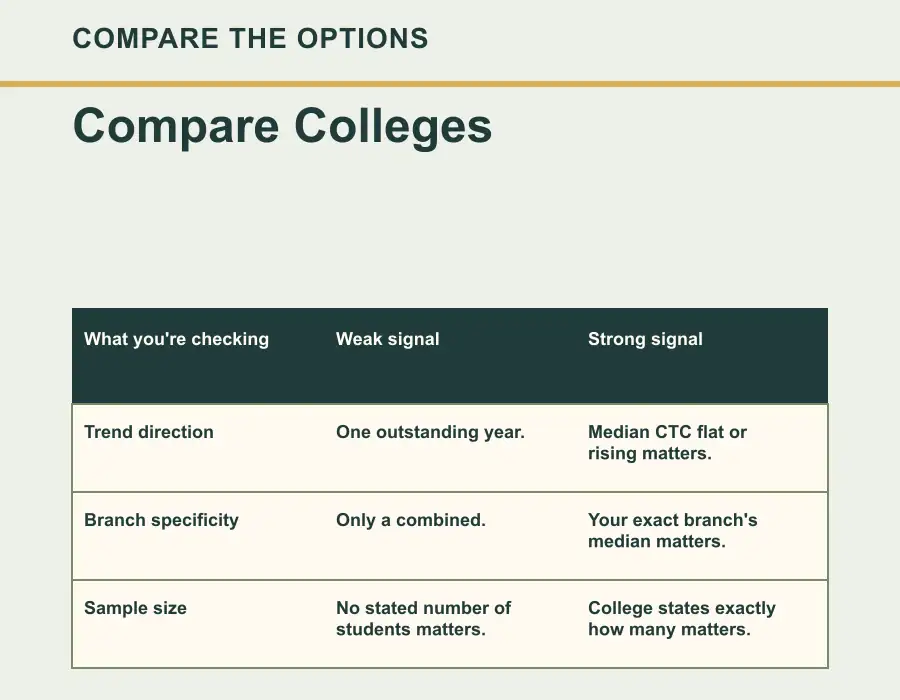 COMPARE THE OPTIONS
Compare Colleges
What you're checking
Weak signal
Strong signal
Trend direction
One outstanding year.
Median CTC flat or
rising matters.
Branch specificity
Only a combined.
Your exact branch's
median matters.
Sample size
No stated number of
students matters.
College states exactly
how many matters.